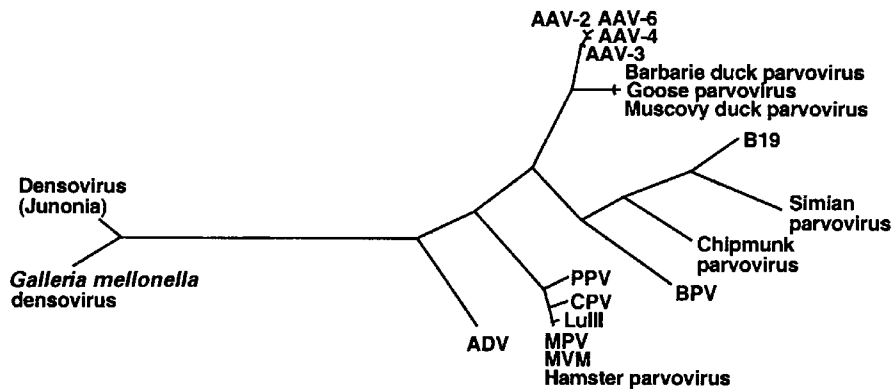 AAV-2 AAV-6
AAV-4
AAV-3
Barbarie duck parvovirus
Goose parvovirus
Muscovy duck parvovirus
B19
Densovirus
(Junonia)
Simian
parvovirus
Chipmunk
parvovirus
Galleria mellonella
densovirus
PPV
BPV
CPV
LuIII
ADV
MPV
MVM
Hamster parvovirus